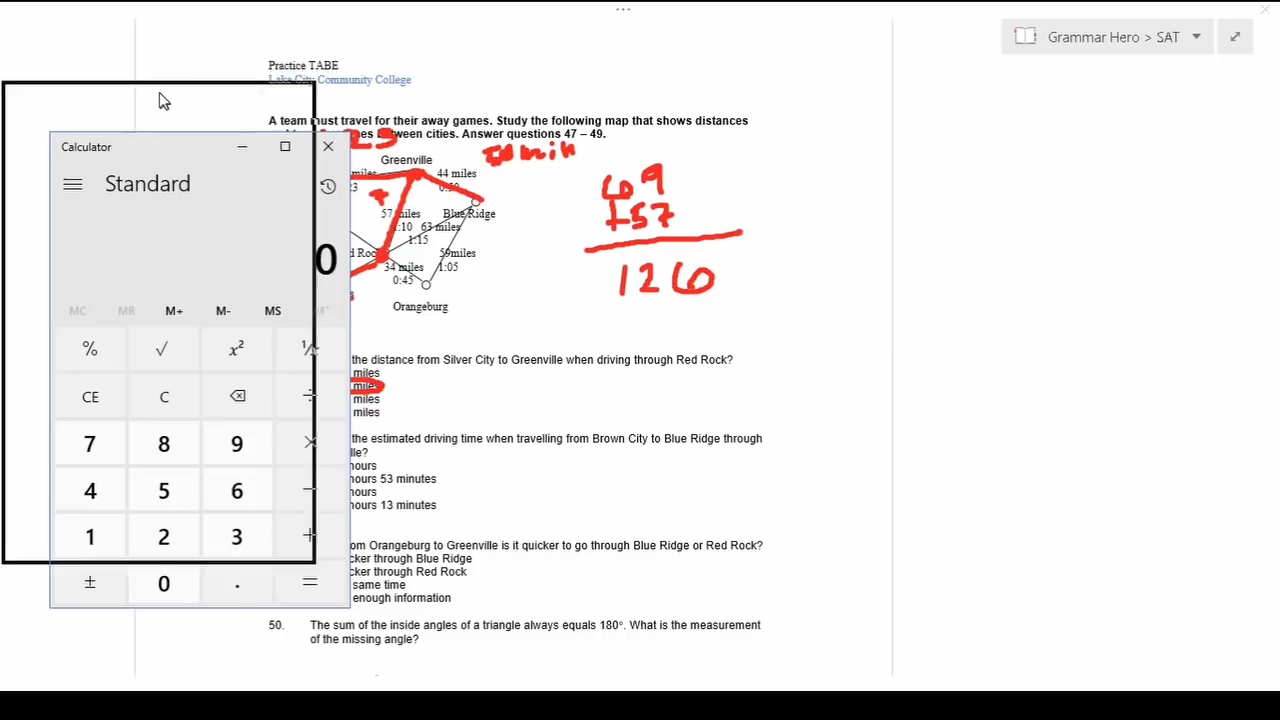 ...
Grammar Hero > SAT
Practice TABE
Lake City Community College
A team must travel for their away games. Study the following map that shows distances
between cities. Answer questions 47 – 49.
Calculator
Standard
0
MC MR M+ M- MS
% √ x²
CE C
7 8 9
4 5 6 −
1 2 3 +
± 0 . =
23
Greenville
44 miles
57 miles
1:10
63 miles
1:15
Blue Ridge
Rock
34 miles
0:45
59miles
1:05
Orangeburg
min
69
+57
126
the distance from Silver City to Greenville when driving through Red Rock?
miles
miles
miles
miles
the estimated driving time when travelling from Brown City to Blue Ridge through
hours
hours 53 minutes
hours
hours 13 minutes
Orangeburg to Greenville is it quicker to go through Blue Ridge or Red Rock?
through Blue Ridge
through Red Rock
same time
enough information
50. The sum of the inside angles of a triangle always equals 180°. What is the measurement
of the missing angle?